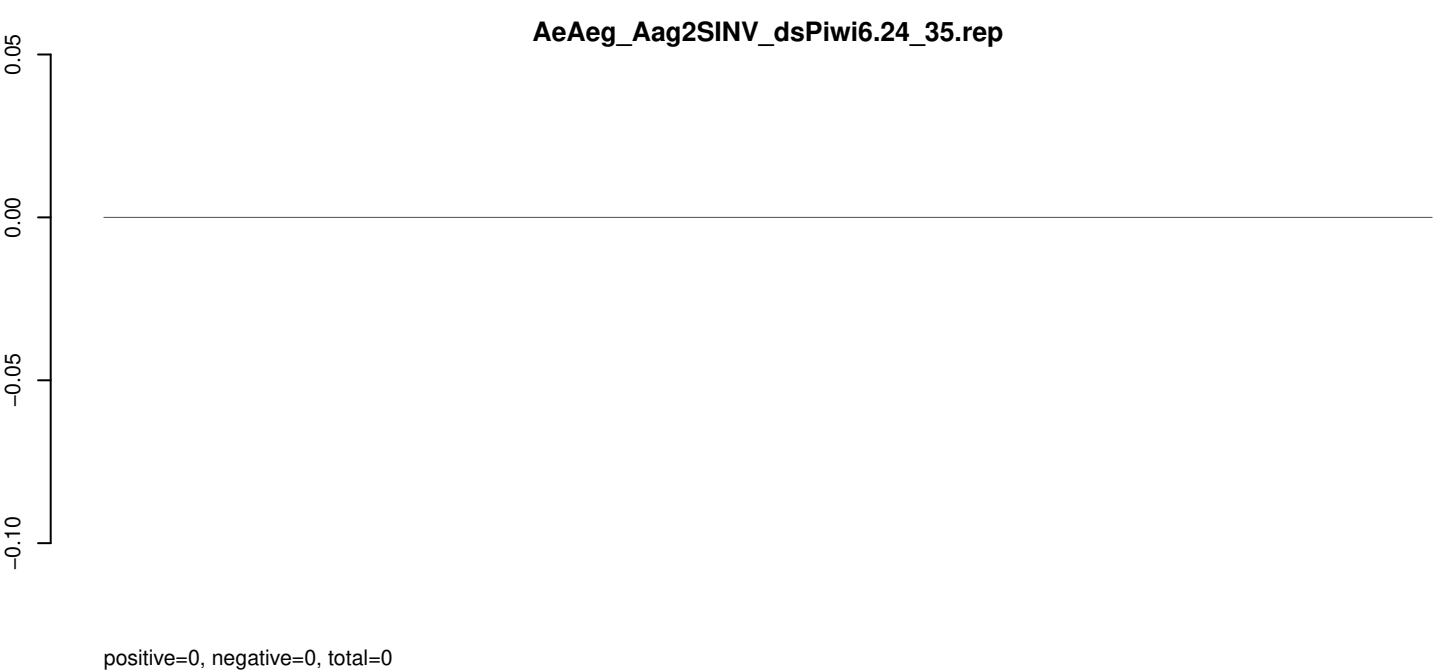 AeAeg_Aag2SINV_dsPiwi6.24_35.rep
0.05
0.00
−0.05
−0.10
positive=0, negative=0, total=0